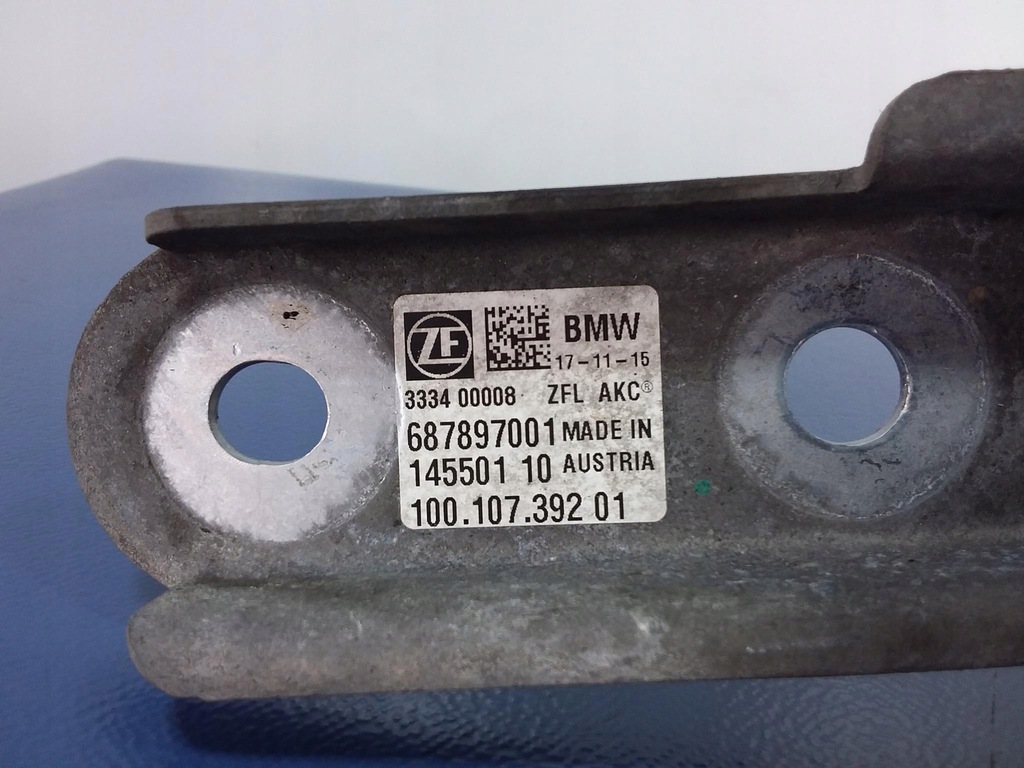 ZF
BMW
17-11-15
3334 00008 ZFL AKC®
687897001 MADE IN
145501 10 AUSTRIA
100.107.392 01